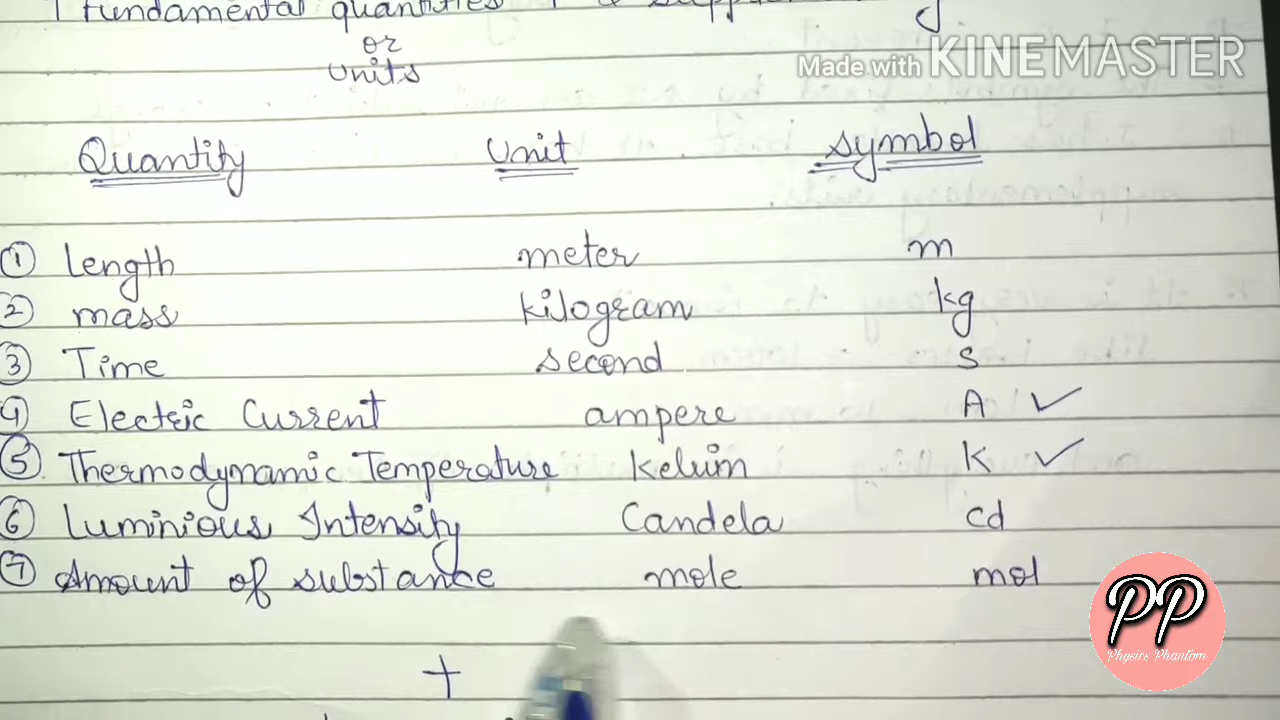 fundamental quantities
or
units
Made with KINEMASTER
Quantity Unit Symbol
① Length meter m
② mass kilogram kg
③ Time second s
④ Electric Current ampere A ✓
⑤ Thermodynamic Temperature Kelvin K ✓
⑥ Luminious Intensity Candela cd
⑦ Amount of substance mole mol
+
PP
Physics Phantom